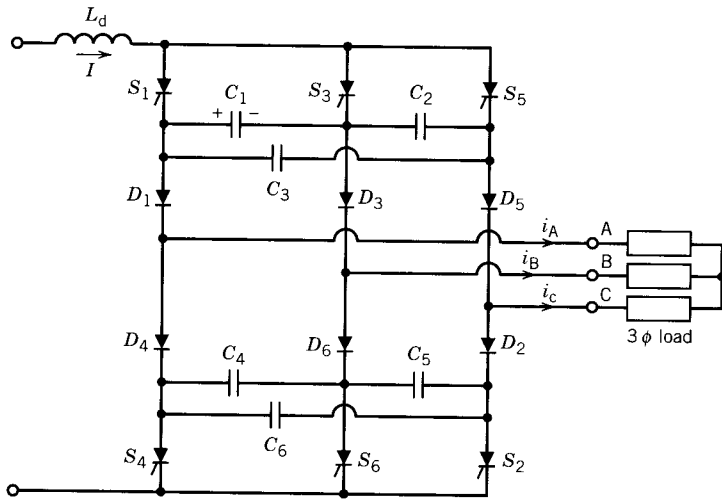 L_d
I
S_1
C_1
S_3
C_2
S_5
+ −
C_3
D_1
D_3
D_5
i_A
A
i_B
B
i_c
C
3ϕ load
D_4
C_4
D_6
C_5
D_2
C_6
S_4
S_6
S_2